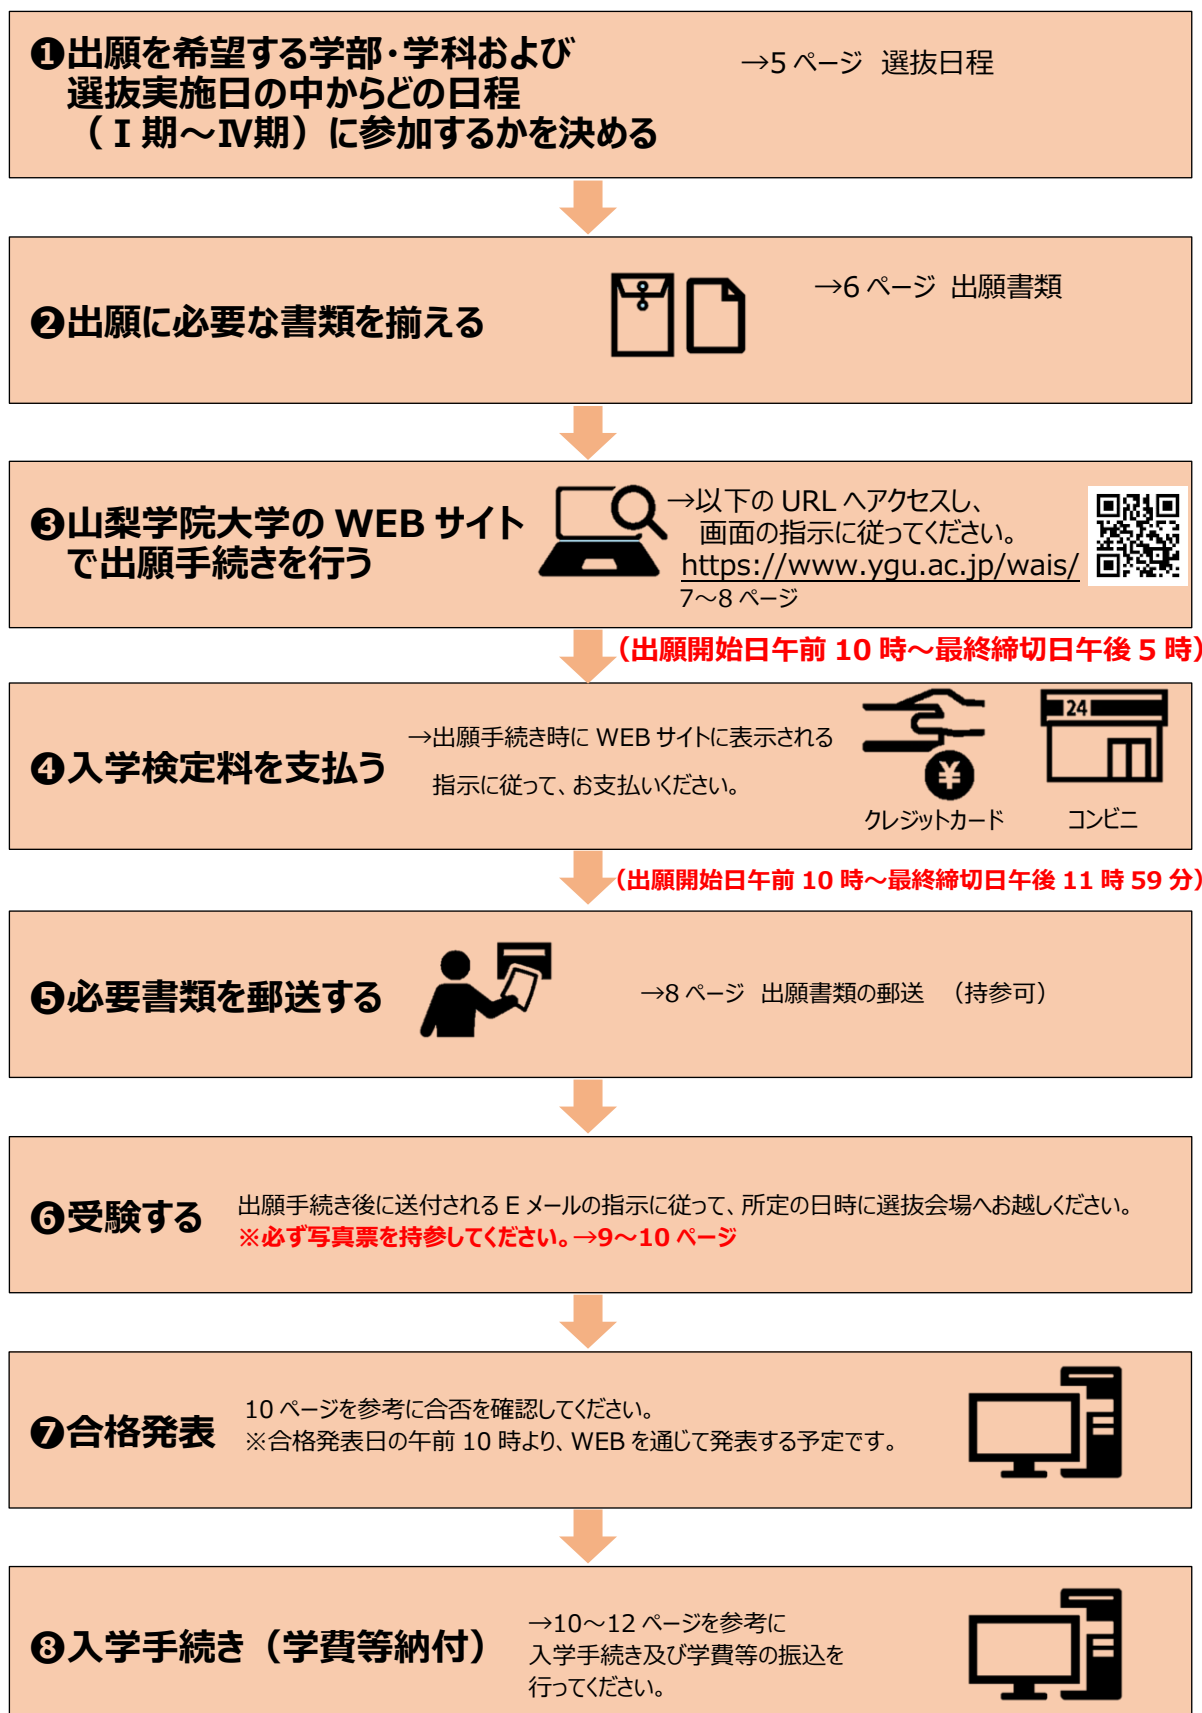 ❶出願を希望する学部・学科および
選抜実施日の中からどの日程
（Ⅰ期～Ⅳ期）に参加するかを決める
→5 ページ 選抜日程
❷出願に必要な書類を揃える
→6 ページ 出願書類
❸山梨学院大学の WEB サイト
で出願手続きを行う
→以下の URL へアクセスし、
画面の指示に従ってください。
https://www.ygu.ac.jp/wais/
7～8 ページ
（出願開始日午前 10 時～最終締切日午後 5 時）
❹入学検定料を支払う
→出願手続き時に WEB サイトに表示される
指示に従って、お支払いください。
¥
クレジットカード
24
コンビニ
（出願開始日午前 10 時～最終締切日午後 11 時 59 分）
❺必要書類を郵送する
→8 ページ 出願書類の郵送 （持参可）
❻受験する
出願手続き後に送付される E メールの指示に従って、所定の日時に選抜会場へお越しください。
※必ず写真票を持参してください。→9～10 ページ
❼合格発表
10 ページを参考に合否を確認してください。
※合格発表日の午前 10 時より、WEB を通じて発表する予定です。
❽入学手続き（学費等納付）
→10～12 ページを参考に
入学手続き及び学費等の振込を
行ってください。